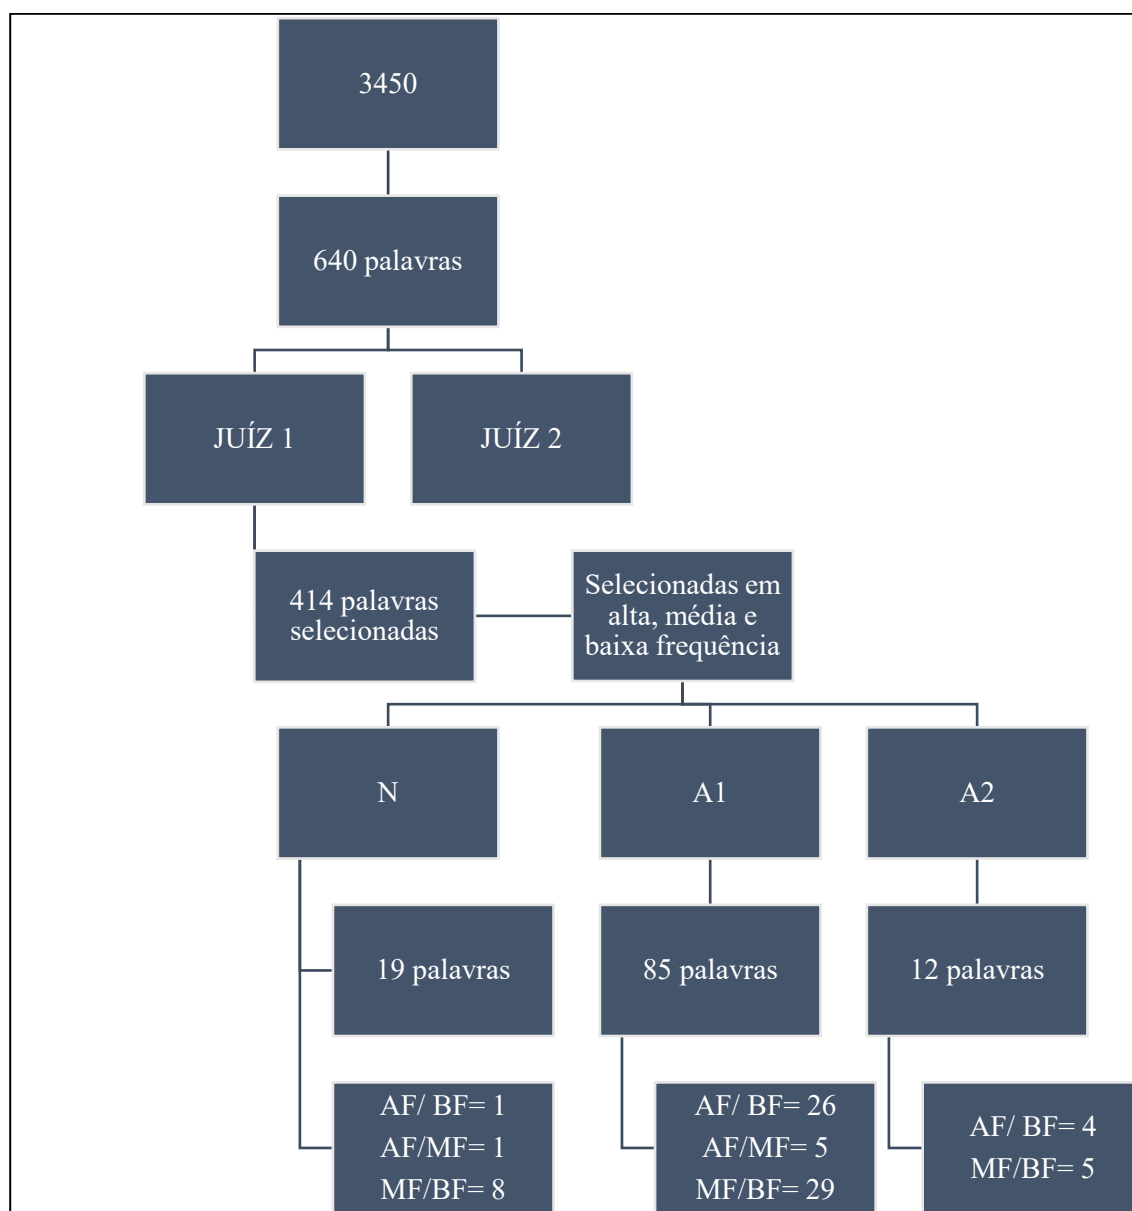 3450
640 palavras
JUÍZ 1
JUÍZ 2
414 palavras
selecionadas
Selecionadas em
alta, média e
baixa frequência
N
A1
A2
19 palavras
85 palavras
12 palavras
AF/ BF= 1
AF/MF= 1
MF/BF= 8
AF/ BF= 26
AF/MF= 5
MF/BF= 29
AF/ BF= 4
MF/BF= 5